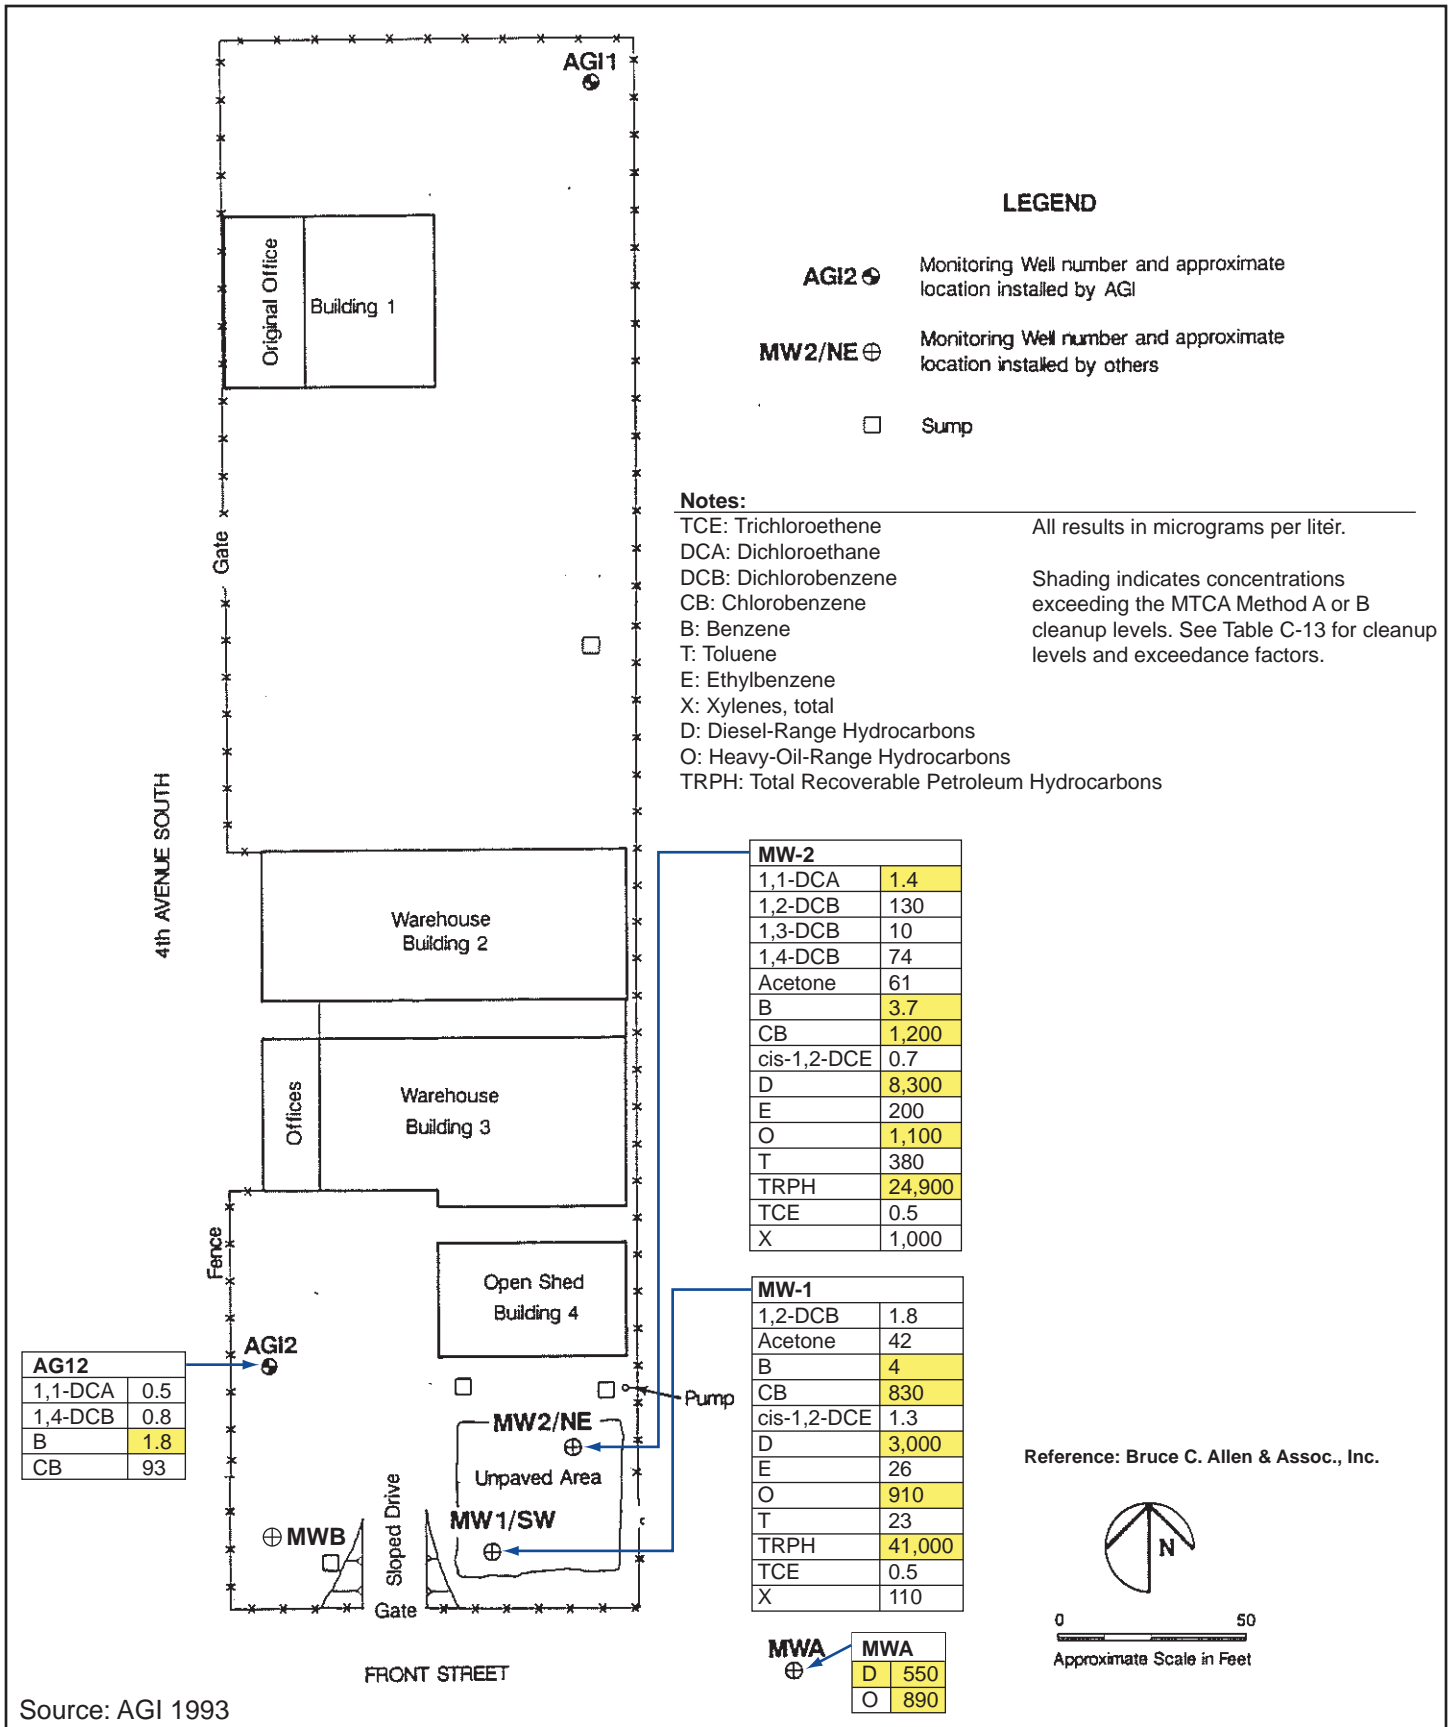 AGI1
LEGEND
AGI2 Monitoring Well number and approximate
location installed by AGI
MW2/NE Monitoring Well number and approximate
location installed by others
Sump
Original Office
Building 1
Gate
4th AVENUE SOUTH
Notes:
TCE: Trichloroethene
DCA: Dichloroethane
DCB: Dichlorobenzene
CB: Chlorobenzene
B: Benzene
T: Toluene
E: Ethylbenzene
X: Xylenes, total
D: Diesel-Range Hydrocarbons
O: Heavy-Oil-Range Hydrocarbons
TRPH: Total Recoverable Petroleum Hydrocarbons
All results in micrograms per liter.
Shading indicates concentrations
exceeding the MTCA Method A or B
cleanup levels. See Table C-13 for cleanup
levels and exceedance factors.
Warehouse
Building 2
Offices
Warehouse
Building 3
Fence
Open Shed
Building 4
MW-2
1,1-DCA 1.4
1,2-DCB 130
1,3-DCB 10
1,4-DCB 74
Acetone 61
B 3.7
CB 1,200
cis-1,2-DCE 0.7
D 8,300
E 200
O 1,100
T 380
TRPH 24,900
TCE 0.5
X 1,000
MW-1
1,2-DCB 1.8
Acetone 42
B 4
CB 830
cis-1,2-DCE 1.3
D 3,000
E 26
O 910
T 23
TRPH 41,000
TCE 0.5
X 110
AGI2
AG12
1,1-DCA 0.5
1,4-DCB 0.8
B 1.8
CB 93
Pump
MW2/NE
Unpaved Area
MW1/SW
MWB
Sloped Drive
Gate
Reference: Bruce C. Allen & Assoc., Inc.
N
0 50
Approximate Scale in Feet
MWA
MWA
D 550
O 890
FRONT STREET
Source: AGI 1993